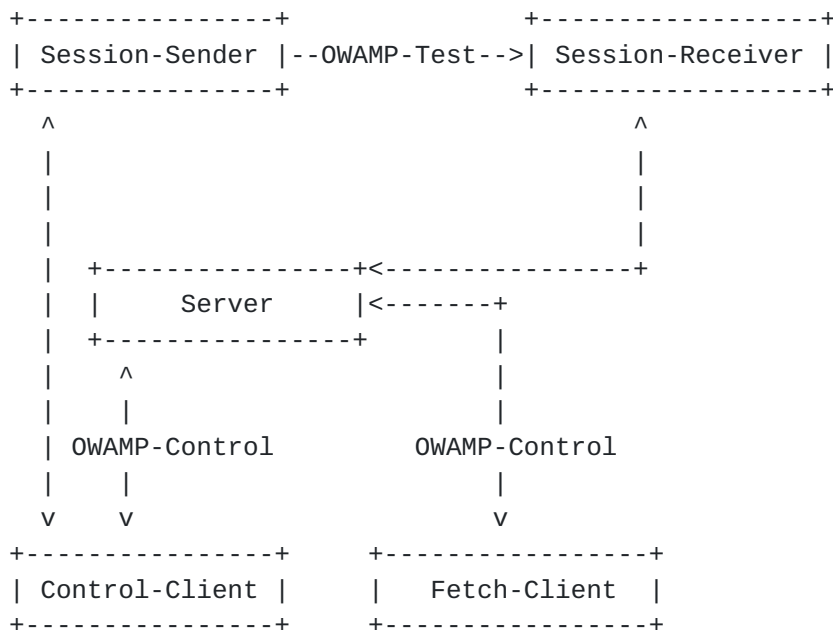 +----------------+               +------------------+
| Session-Sender |--OWAMP-Test-->| Session-Receiver |
+----------------+               +------------------+
  ^                                     ^
  |                                     |
  |                                     |
  |                                     |
  |  +----------------+<----------------+
  |  |     Server     |<-------+
  |  +----------------+        |
  |    ^                       |
  |    |                       |
  | OWAMP-Control         OWAMP-Control
  |    |                       |
  v    v                       v
+----------------+     +-----------------+
| Control-Client |     |   Fetch-Client  |
+----------------+     +-----------------+